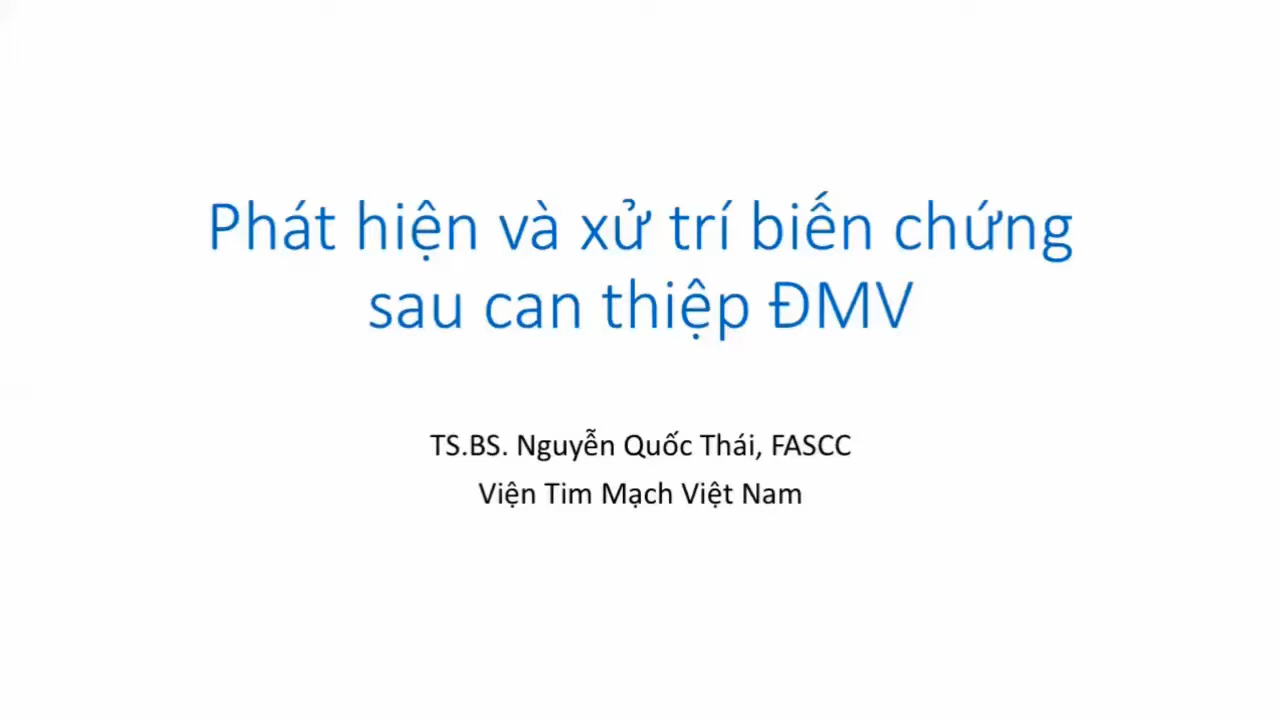 Phát hiện và xử trí biến chứng
sau can thiệp ĐMV
TS.BS. Nguyễn Quốc Thái, FASCC
Viện Tim Mạch Việt Nam